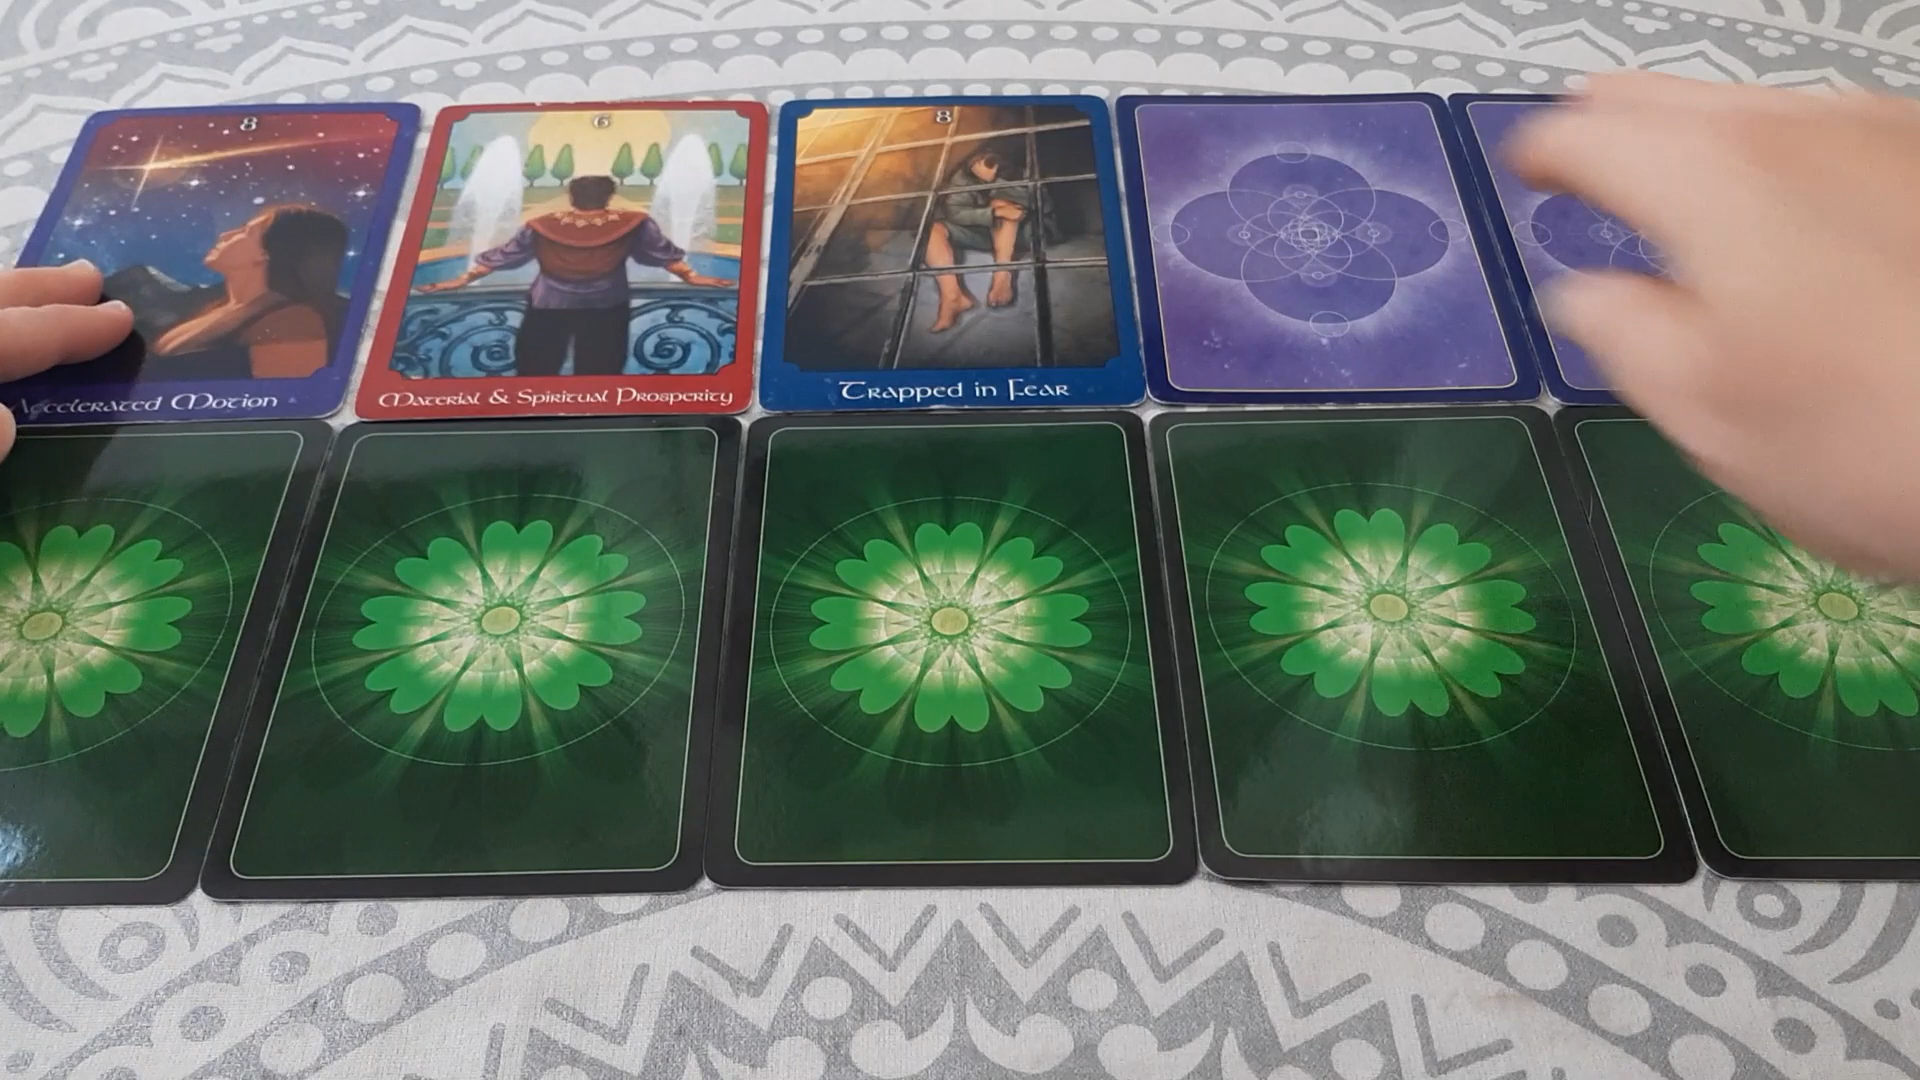 8
Accelerated Motion
6
Material & Spiritual Prosperity
8
Trapped in Fear